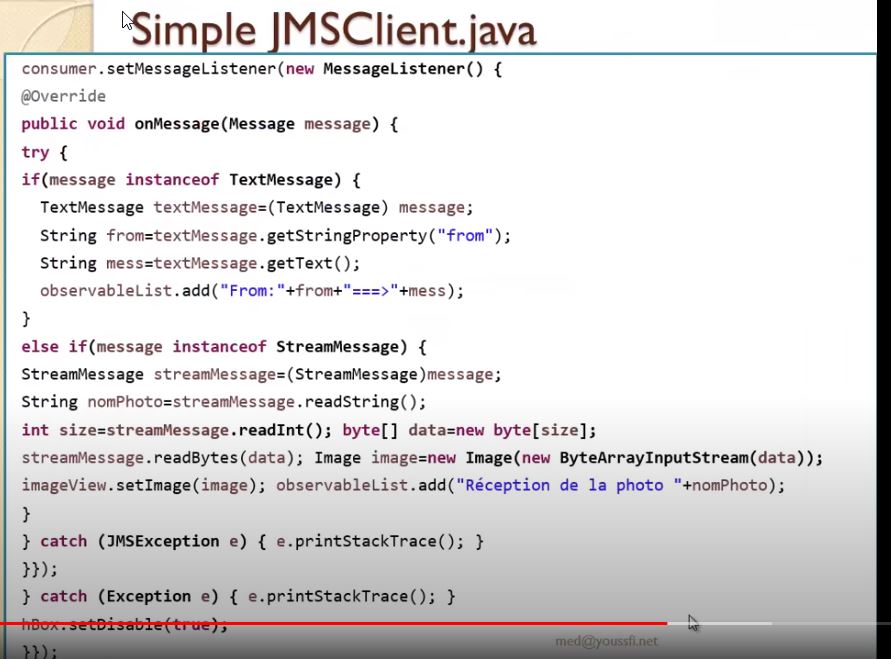 Simple JMSClient.java
consumer.setMessageListener(new MessageListener() {
@Override
public void onMessage(Message message) {
try {
if(message instanceof TextMessage) {
TextMessage textMessage=(TextMessage) message;
String from=textMessage.getStringProperty("from");
String mess=textMessage.getText();
observableList.add("From:"+from+"===>"+mess);
}
else if(message instanceof StreamMessage) {
StreamMessage streamMessage=(StreamMessage)message;
String nomPhoto=streamMessage.readString();
int size=streamMessage.readInt(); byte[] data=new byte[size];
streamMessage.readBytes(data); Image image=new Image(new ByteArrayInputStream(data));
imageView.setImage(image); observableList.add("Réception de la photo "+nomPhoto);
}
} catch (JMSException e) { e.printStackTrace(); }
}});
} catch (Exception e) { e.printStackTrace(); }
hBox.setDisable(true);
med@youssfi.net
}});